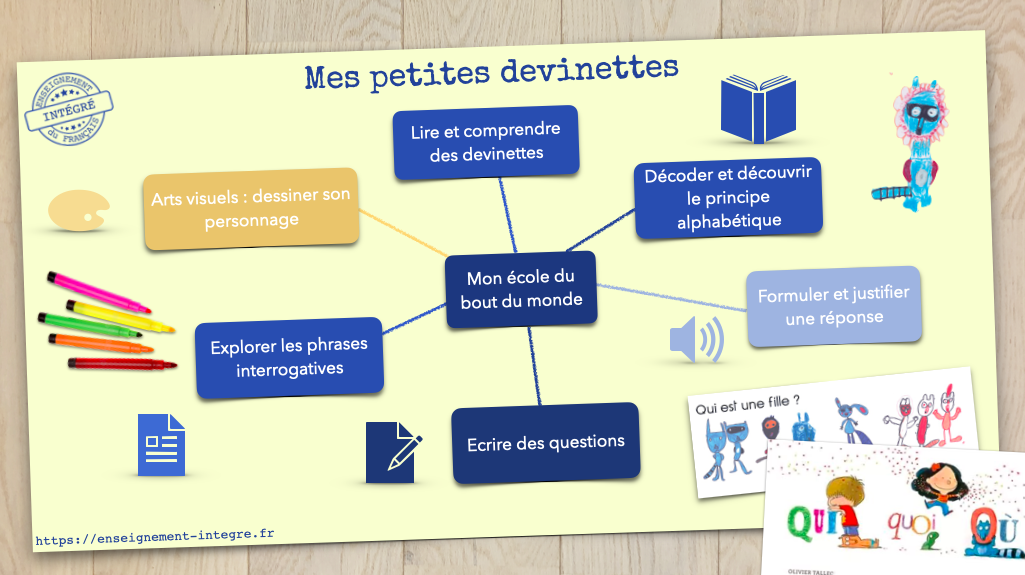 Mes petites devinettes
ENSEIGNEMENT
INTÉGRÉ
DU FRANÇAIS
Lire et comprendre
des devinettes
Décoder et découvrir
le principe
alphabétique
Arts visuels : dessiner son
personnage
Mon école du
bout du monde
Formuler et justifier
une réponse
Explorer les phrases
interrogatives
Ecrire des questions
Qui est une fille ?
QUI quoi OÙ
OLIVIER TALLEC
https://enseignement-integre.fr